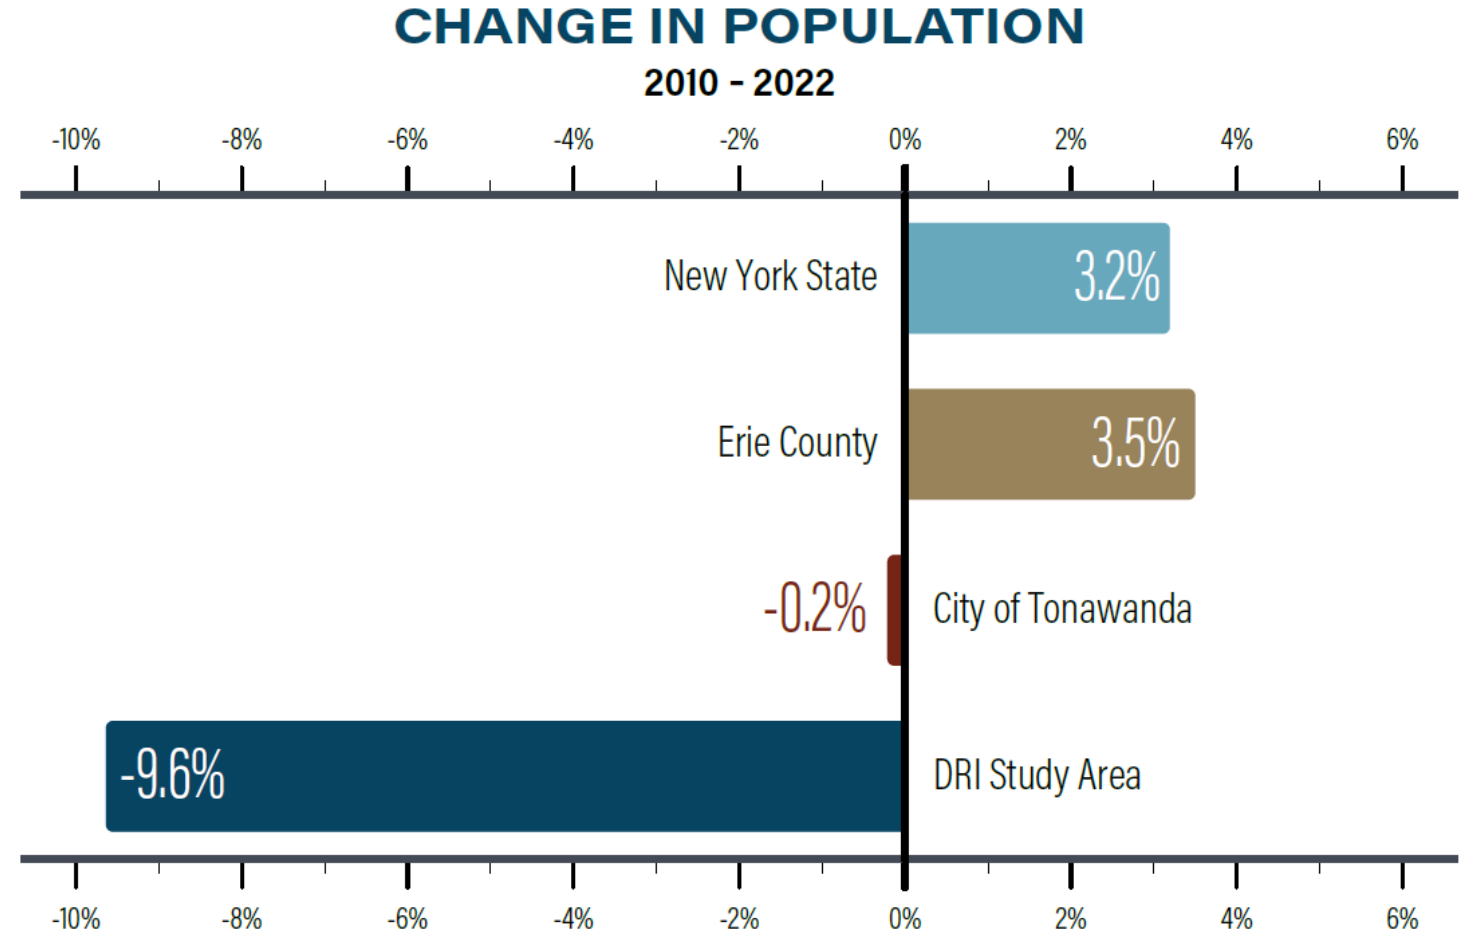 CHANGE IN POPULATION
2010 - 2022
-10% -8% -6% -4% -2% 0% 2% 4% 6%
New York State 3.2%
Erie County 3.5%
-0.2% City of Tonawanda
-9.6% DRI Study Area
-10% -8% -6% -4% -2% 0% 2% 4% 6%